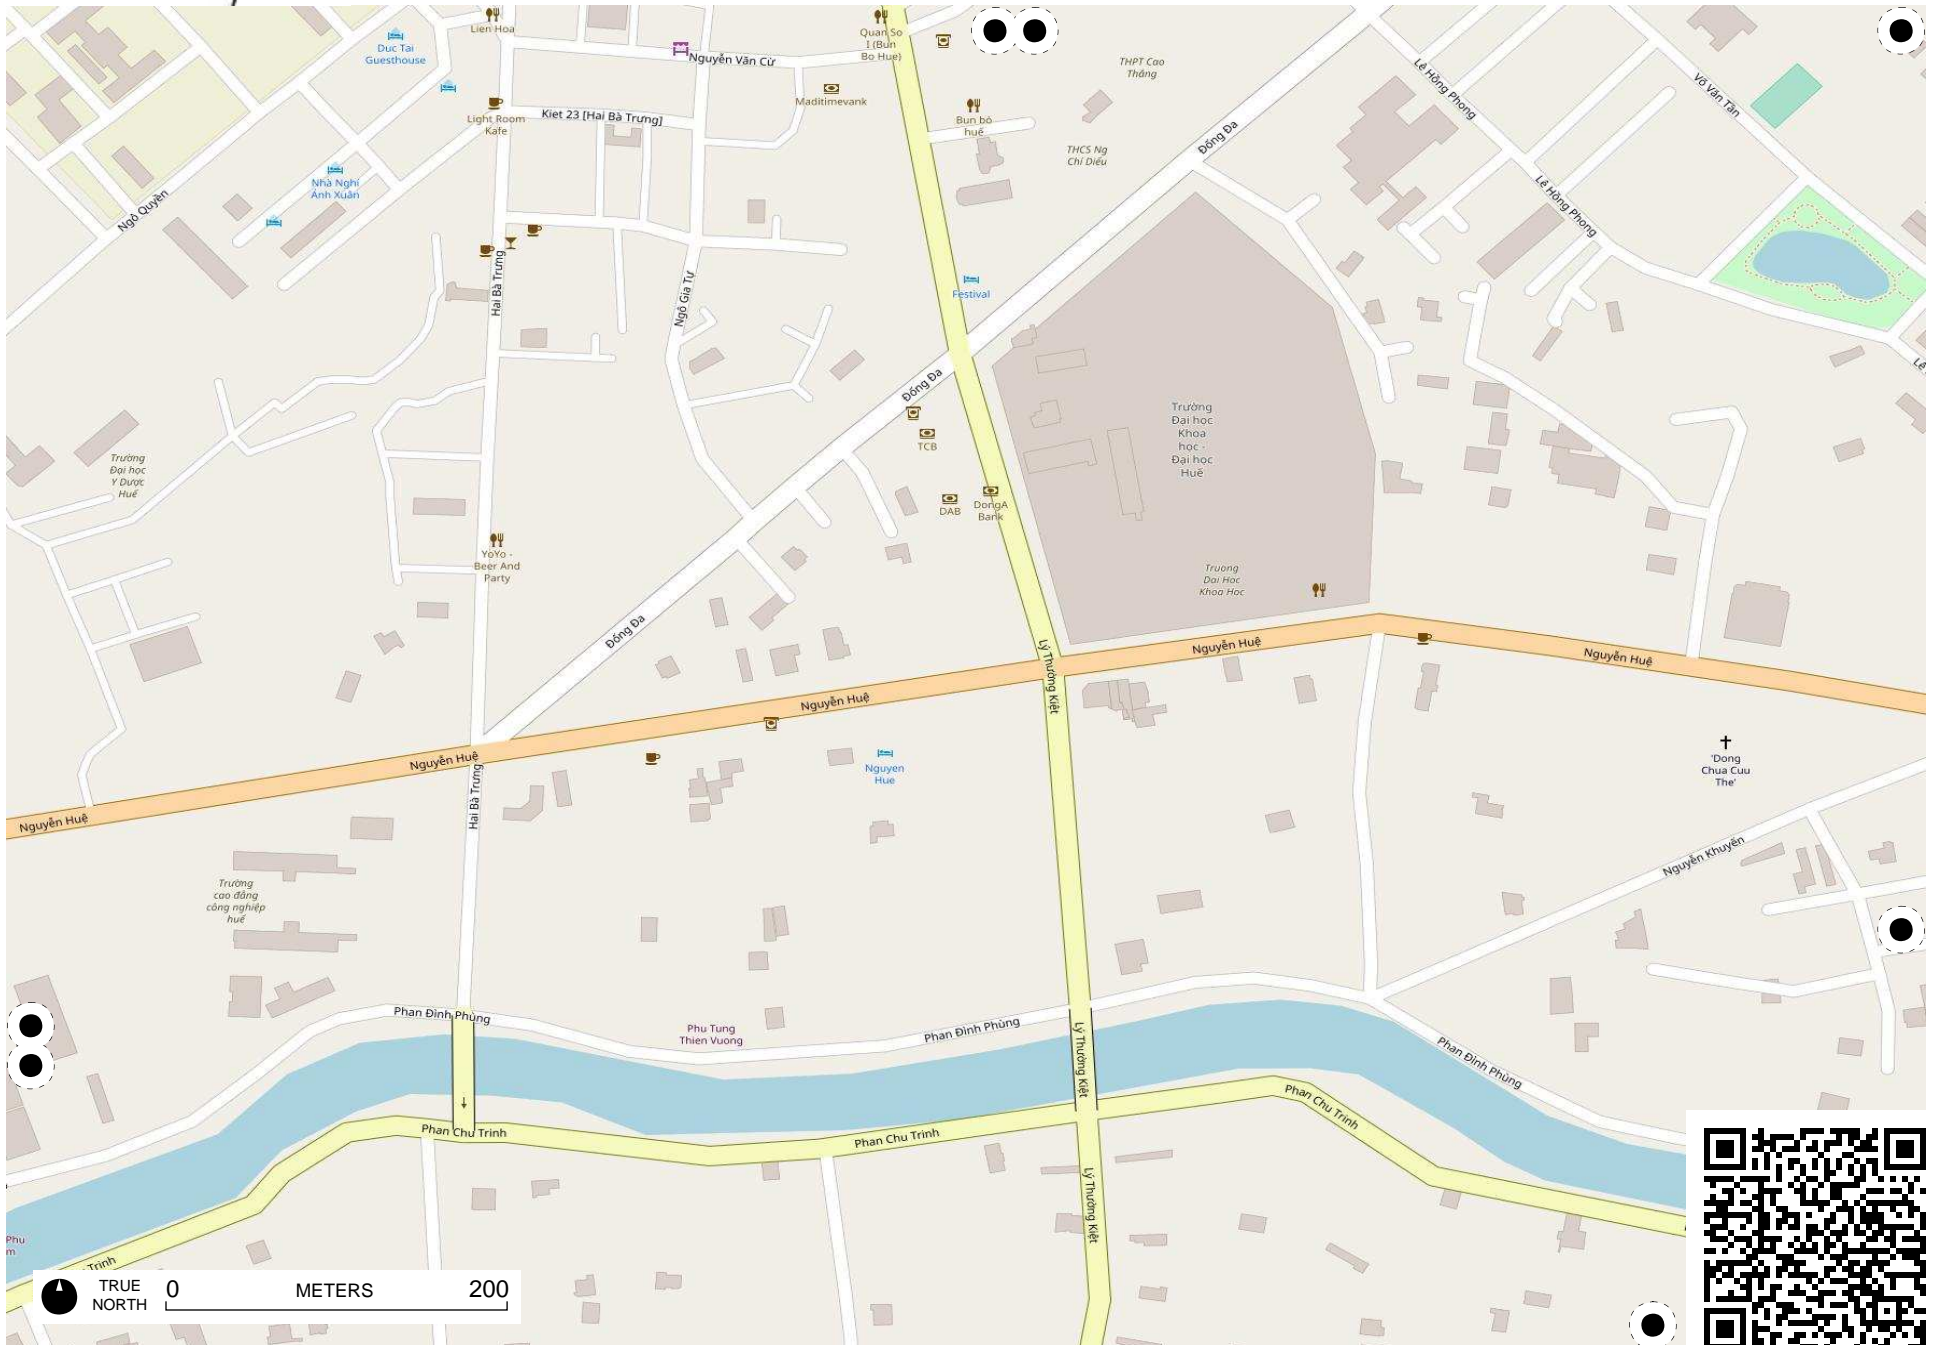 Lien Hoa
Duc Tai
Guesthouse
Quan So
1 (Bun
Bo Hue)
Nguyễn Văn Cừ
THPT Cao
Thắng
Lê Hồng Phong
Võ Văn Tần
Maditimevank
Light Room
Kafe
Kiet 23 [Hai Bà Trưng]
Bun bò
huế
Đống Đa
THCS Ng
Chí Diểu
Nhà Nghỉ
Ánh Xuân
Ngô Quyền
Lê Hồng Phong
Hai Bà Trưng
Ngô Gia Tự
Festival
Lê
Đống Đa
Trường
Đại học
Khoa
học -
Đại học
Huế
TCB
Trường
Đại học
Y Dược
Huế
DAB
DongA
Bank
YoYo -
Beer And
Party
Truong
Dai Hoc
Khoa Hoc
Đống Đa
Lý Thường Kiệt
Nguyễn Huệ
Nguyễn Huệ
Nguyễn Huệ
Nguyễn Huệ
Nguyễn Huệ
'Dong
Chua Cuu
The'
Nguyen
Hue
Hai Bà Trưng
Nguyễn Khuyến
Trường
cao đẳng
công nghiệp
huế
Phan Đình Phùng
Phu Tung
Thien Vuong
Phan Đình Phùng
Lý Thường Kiệt
Phan Đình Phùng
Phan Chu Trinh
Phan Chu Trinh
Phan Chu Trinh
Lý Thường Kiệt
Phu
m
Trinh
TRUE
NORTH
0 METERS 200